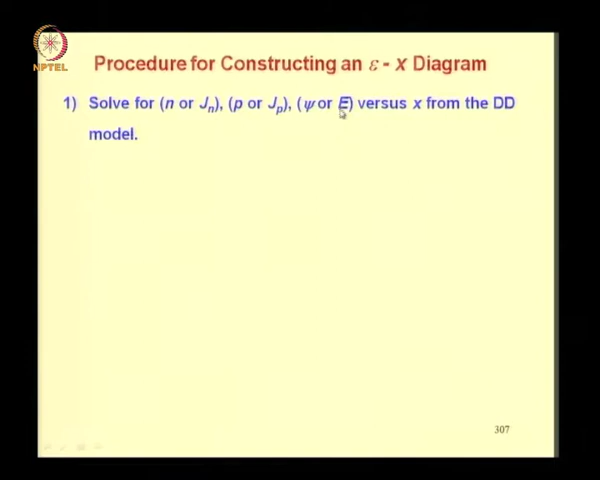 Procedure for Constructing an ε - x Diagram
1) Solve for (n or Jn), (p or Jp), (ψ or E) versus x from the DD
model.
NPTEL
307